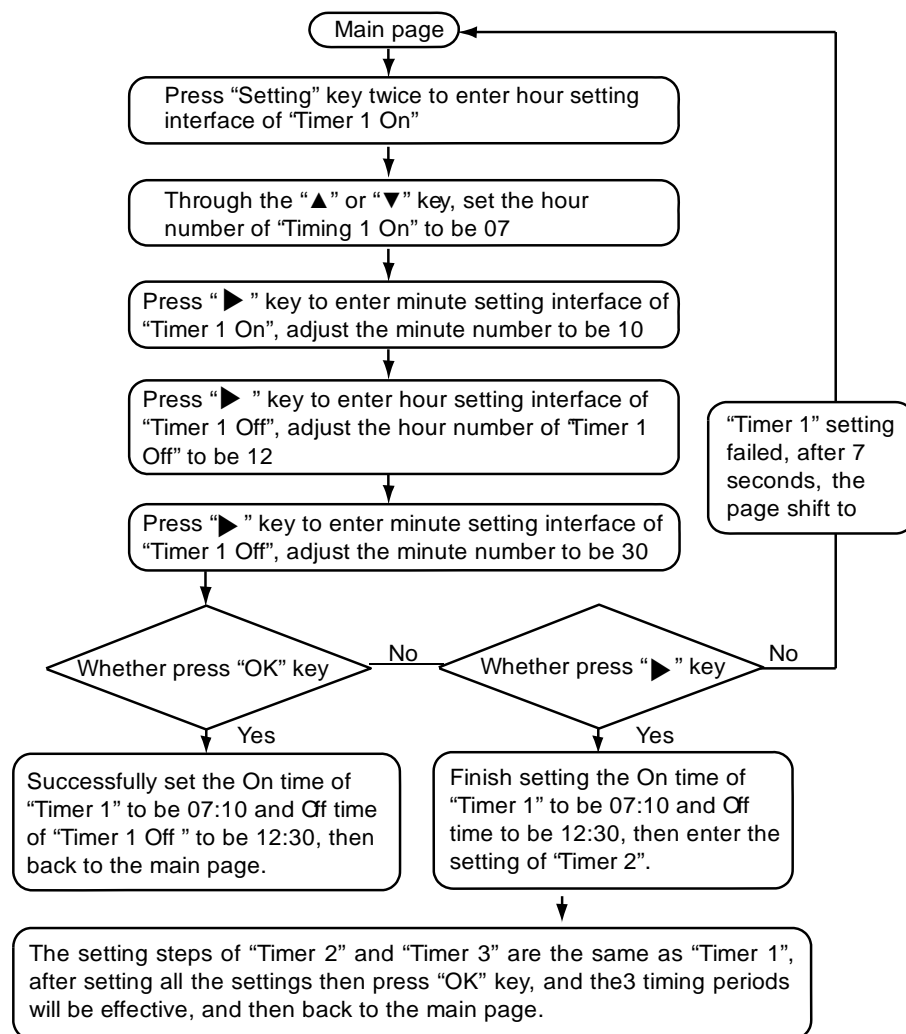 Main page
Press “Setting” key twice to enter hour setting
interface of “Timer 1 On”
Through the “▲” or “▼” key, set the hour
number of “Timing 1 On” to be 07
Press “▶ ” key to enter minute setting interface of
“Timer 1 On”, adjust the minute number to be 10
Press “▶ ” key to enter hour setting interface of
“Timer 1 Off”, adjust the hour number of “Timer 1
Off” to be 12
Press “▶ ” key to enter minute setting interface of
“Timer 1 Off”, adjust the minute number to be 30
“Timer 1” setting
failed, after 7
seconds, the
page shift to
Whether press “OK” key
No
Whether press “▶” key
No
Yes
Yes
Successfully set the On time of
“Timer 1” to be 07:10 and Off time
of “Timer 1 Off ” to be 12:30, then
back to the main page.
Finish setting the On time of
“Timer 1” to be 07:10 and Off
time to be 12:30, then enter the
setting of “Timer 2”.
The setting steps of “Timer 2” and “Timer 3” are the same as “Timer 1”,
after setting all the settings then press “OK” key, and the3 timing periods
will be effective, and then back to the main page.